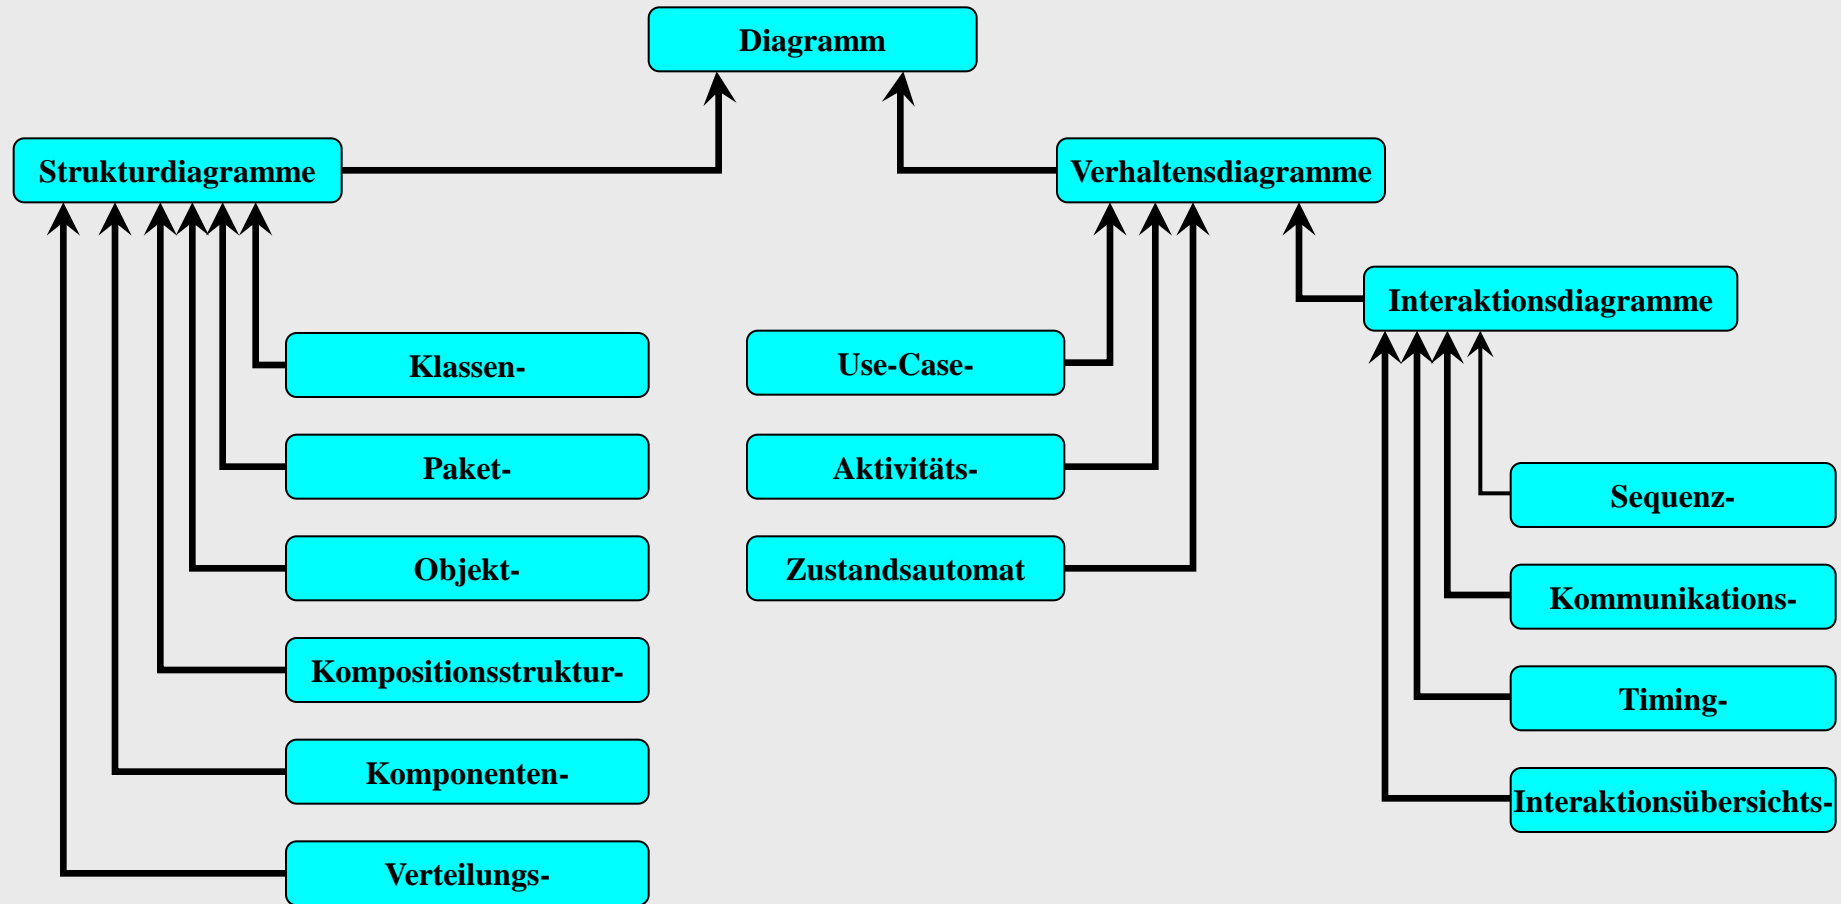 Diagramm
Strukturdiagramme
Verhaltensdiagramme
Interaktionsdiagramme
Klassen-
Paket-
Objekt-
Kompositionsstruktur-
Komponenten-
Verteilungs-
Use-Case-
Aktivitäts-
Zustandsautomat
Sequenz-
Kommunikations-
Timing-
Interaktionsübersichts-